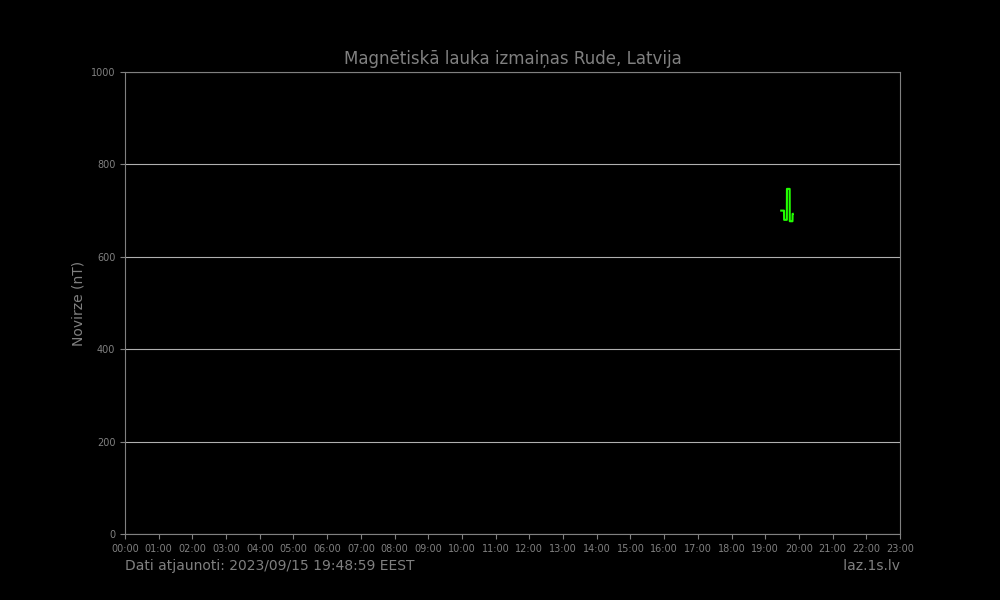 Magnētiskā lauka izmaiņas Rude, Latvija
1000
800
600
400
200
0
Novirze (nT)
00:00 01:00 02:00 03:00 04:00 05:00 06:00 07:00 08:00 09:00 10:00 11:00 12:00 13:00 14:00 15:00 16:00 17:00 18:00 19:00 20:00 21:00 22:00 23:00
Dati atjaunoti: 2023/09/15 19:48:59 EEST
laz.1s.lv